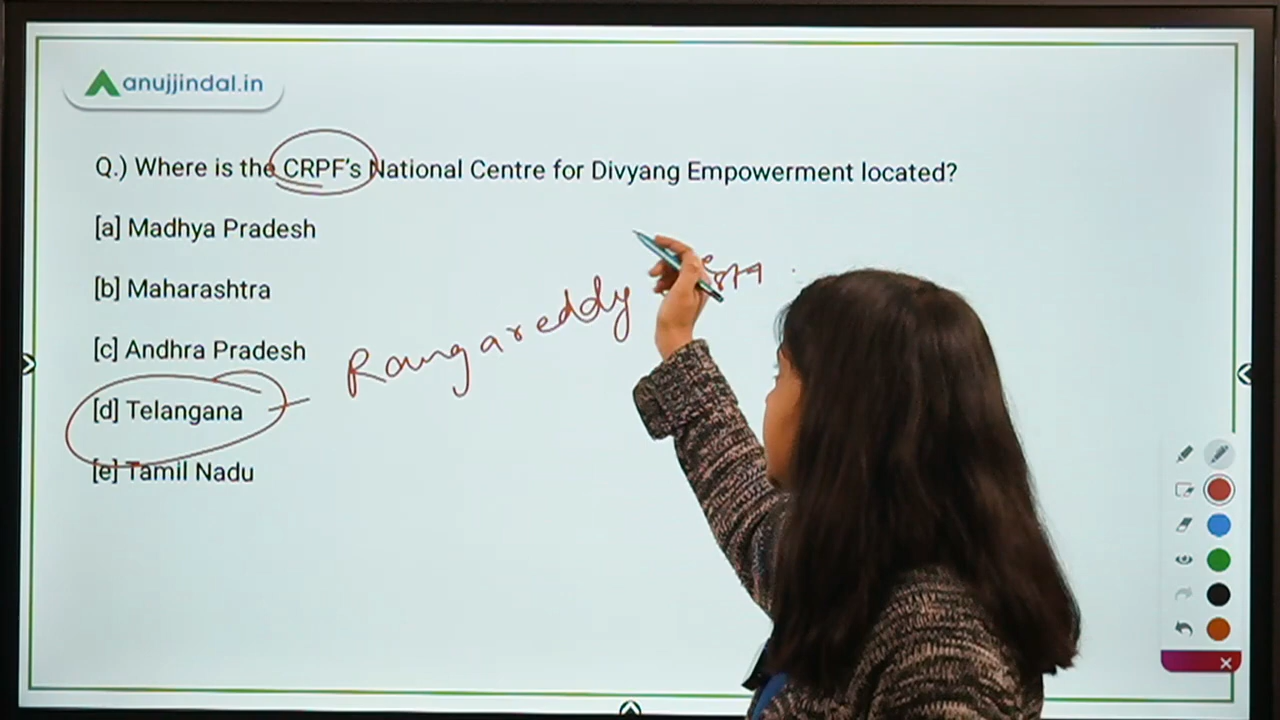 anujjindal.in
Q.) Where is the CRPF's National Centre for Divyang Empowerment located?
[a] Madhya Pradesh
[b] Maharashtra
[c] Andhra Pradesh
[d] Telangana
Rangareddy
[e] Tamil Nadu